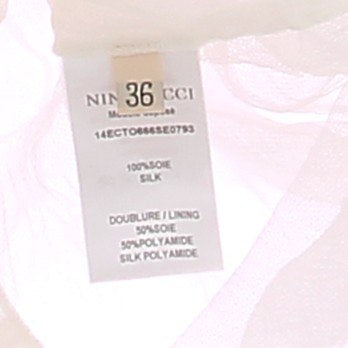 36
NIN CCI
14ECTO666SE0793
100%SOIE
SILK
DOUBLURE / LINING
50%SOIE
50%POLYAMIDE
SILK POLYAMIDE